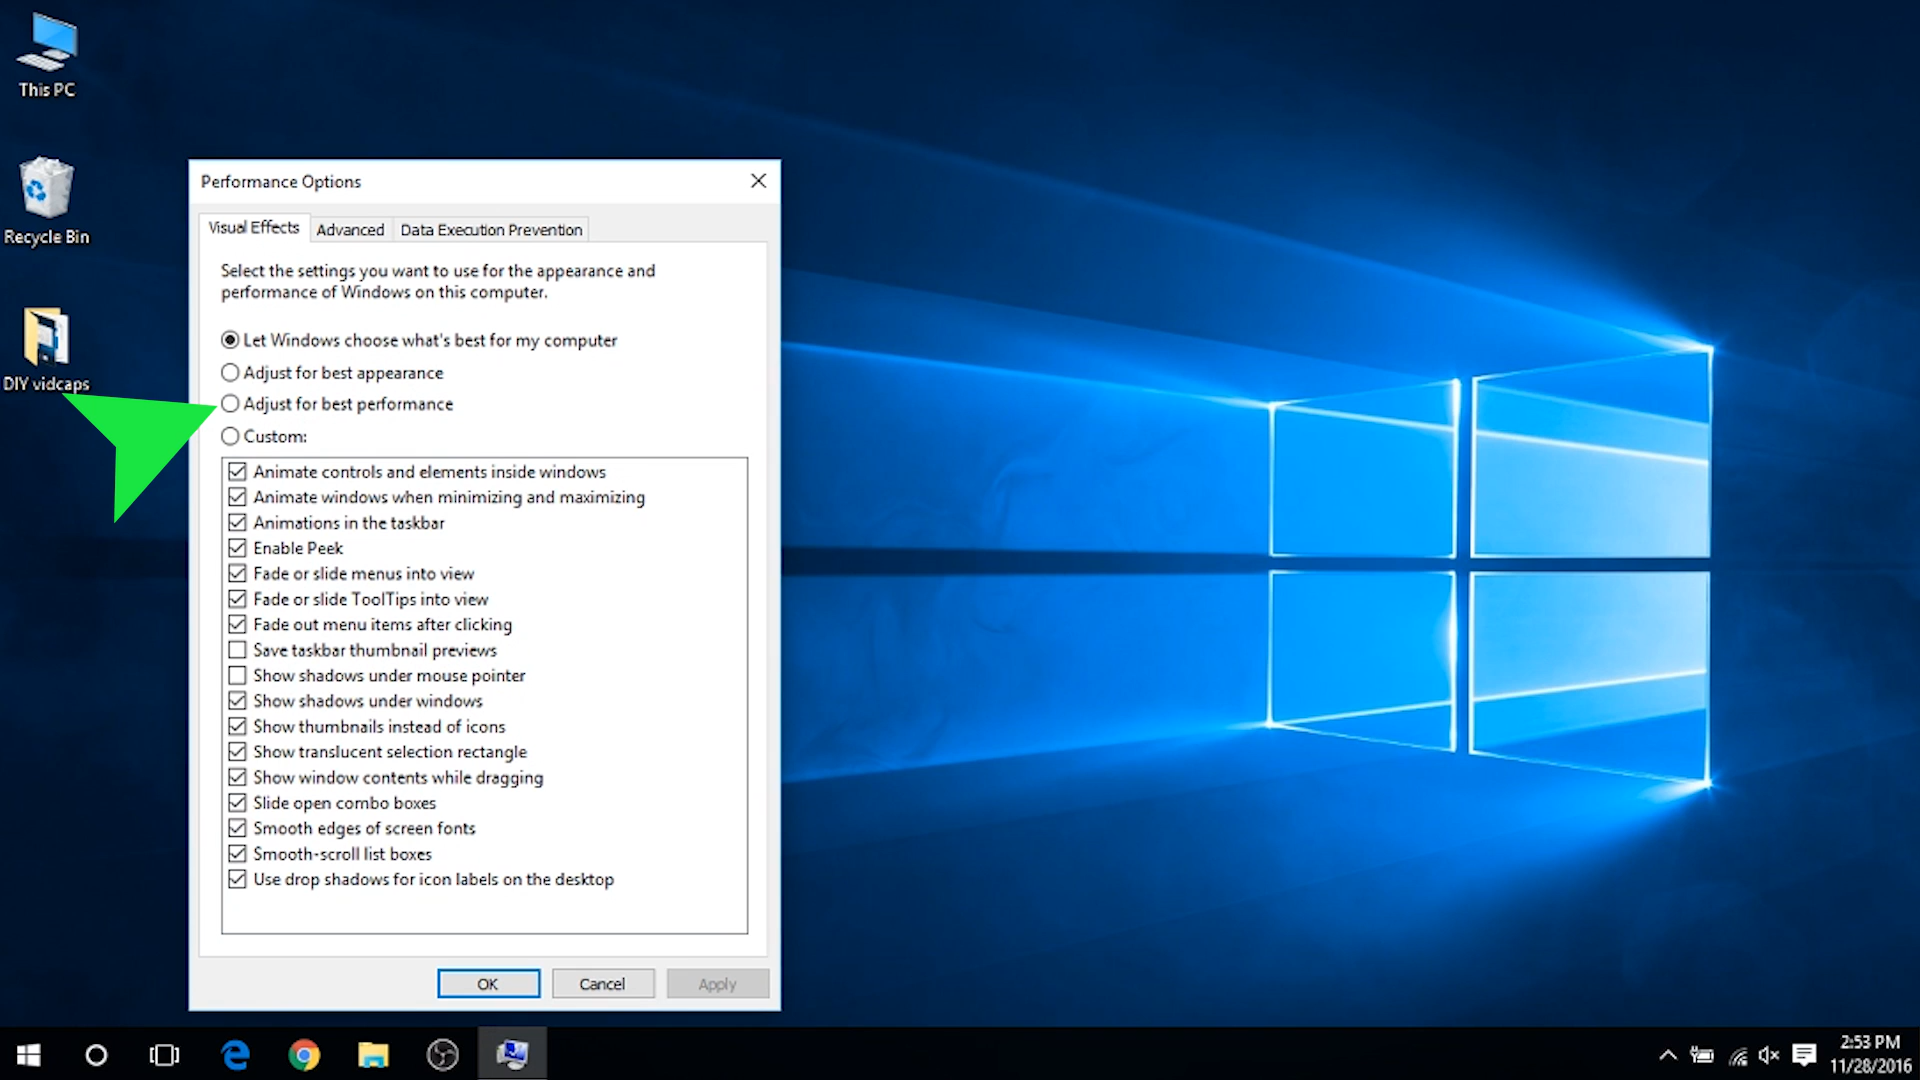 This PC
Recycle Bin
DIY vidcaps
Performance Options
Visual Effects
Advanced
Data Execution Prevention
Select the settings you want to use for the appearance and
performance of Windows on this computer.
Let Windows choose what's best for my computer
Adjust for best appearance
Adjust for best performance
Custom:
Animate controls and elements inside windows
Animate windows when minimizing and maximizing
Animations in the taskbar
Enable Peek
Fade or slide menus into view
Fade or slide ToolTips into view
Fade out menu items after clicking
Save taskbar thumbnail previews
Show shadows under mouse pointer
Show shadows under windows
Show thumbnails instead of icons
Show translucent selection rectangle
Show window contents while dragging
Slide open combo boxes
Smooth edges of screen fonts
Smooth-scroll list boxes
Use drop shadows for icon labels on the desktop
OK
Cancel
Apply
2:53 PM
11/28/2016